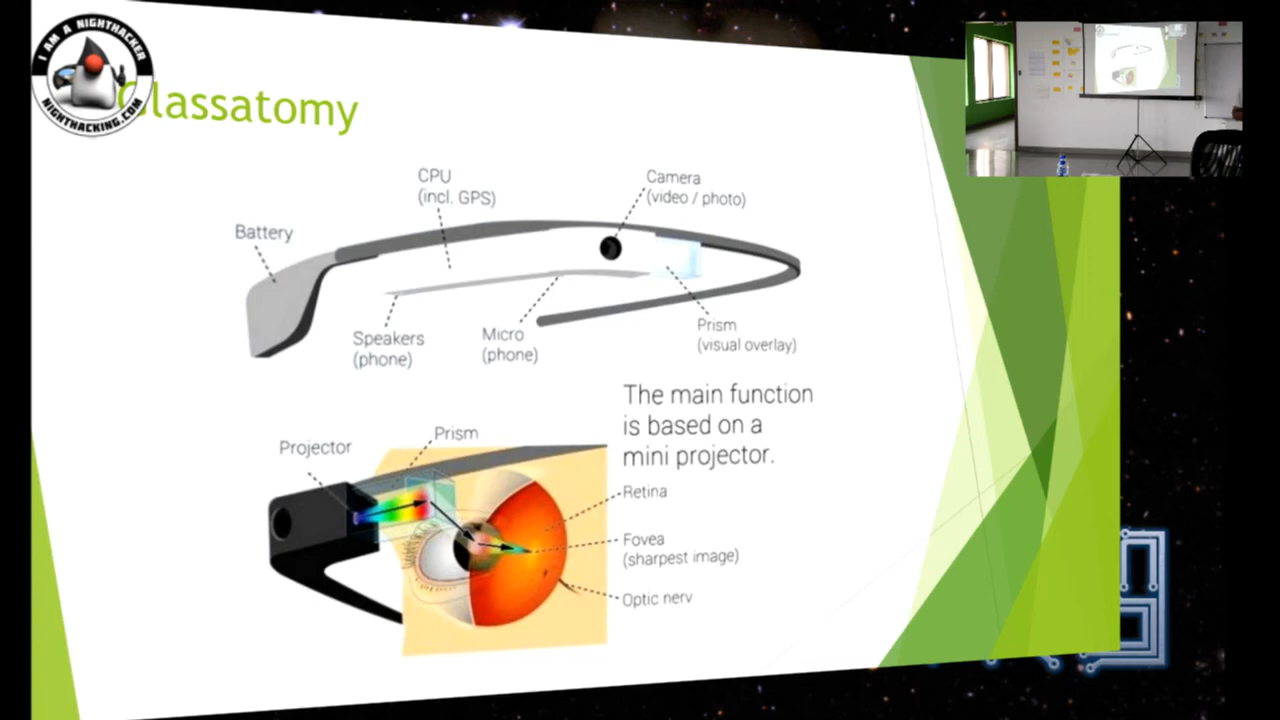 I AM A NIGHTHACKER
NIGHTHACKING.COM
Glassatomy
CPU
(incl. GPS)
Camera
(video / photo)
Battery
Speakers
(phone)
Micro
(phone)
Prism
(visual overlay)
The main function
is based on a
mini projector.
Projector
Prism
Retina
Fovea
(sharpest image)
Optic nerv